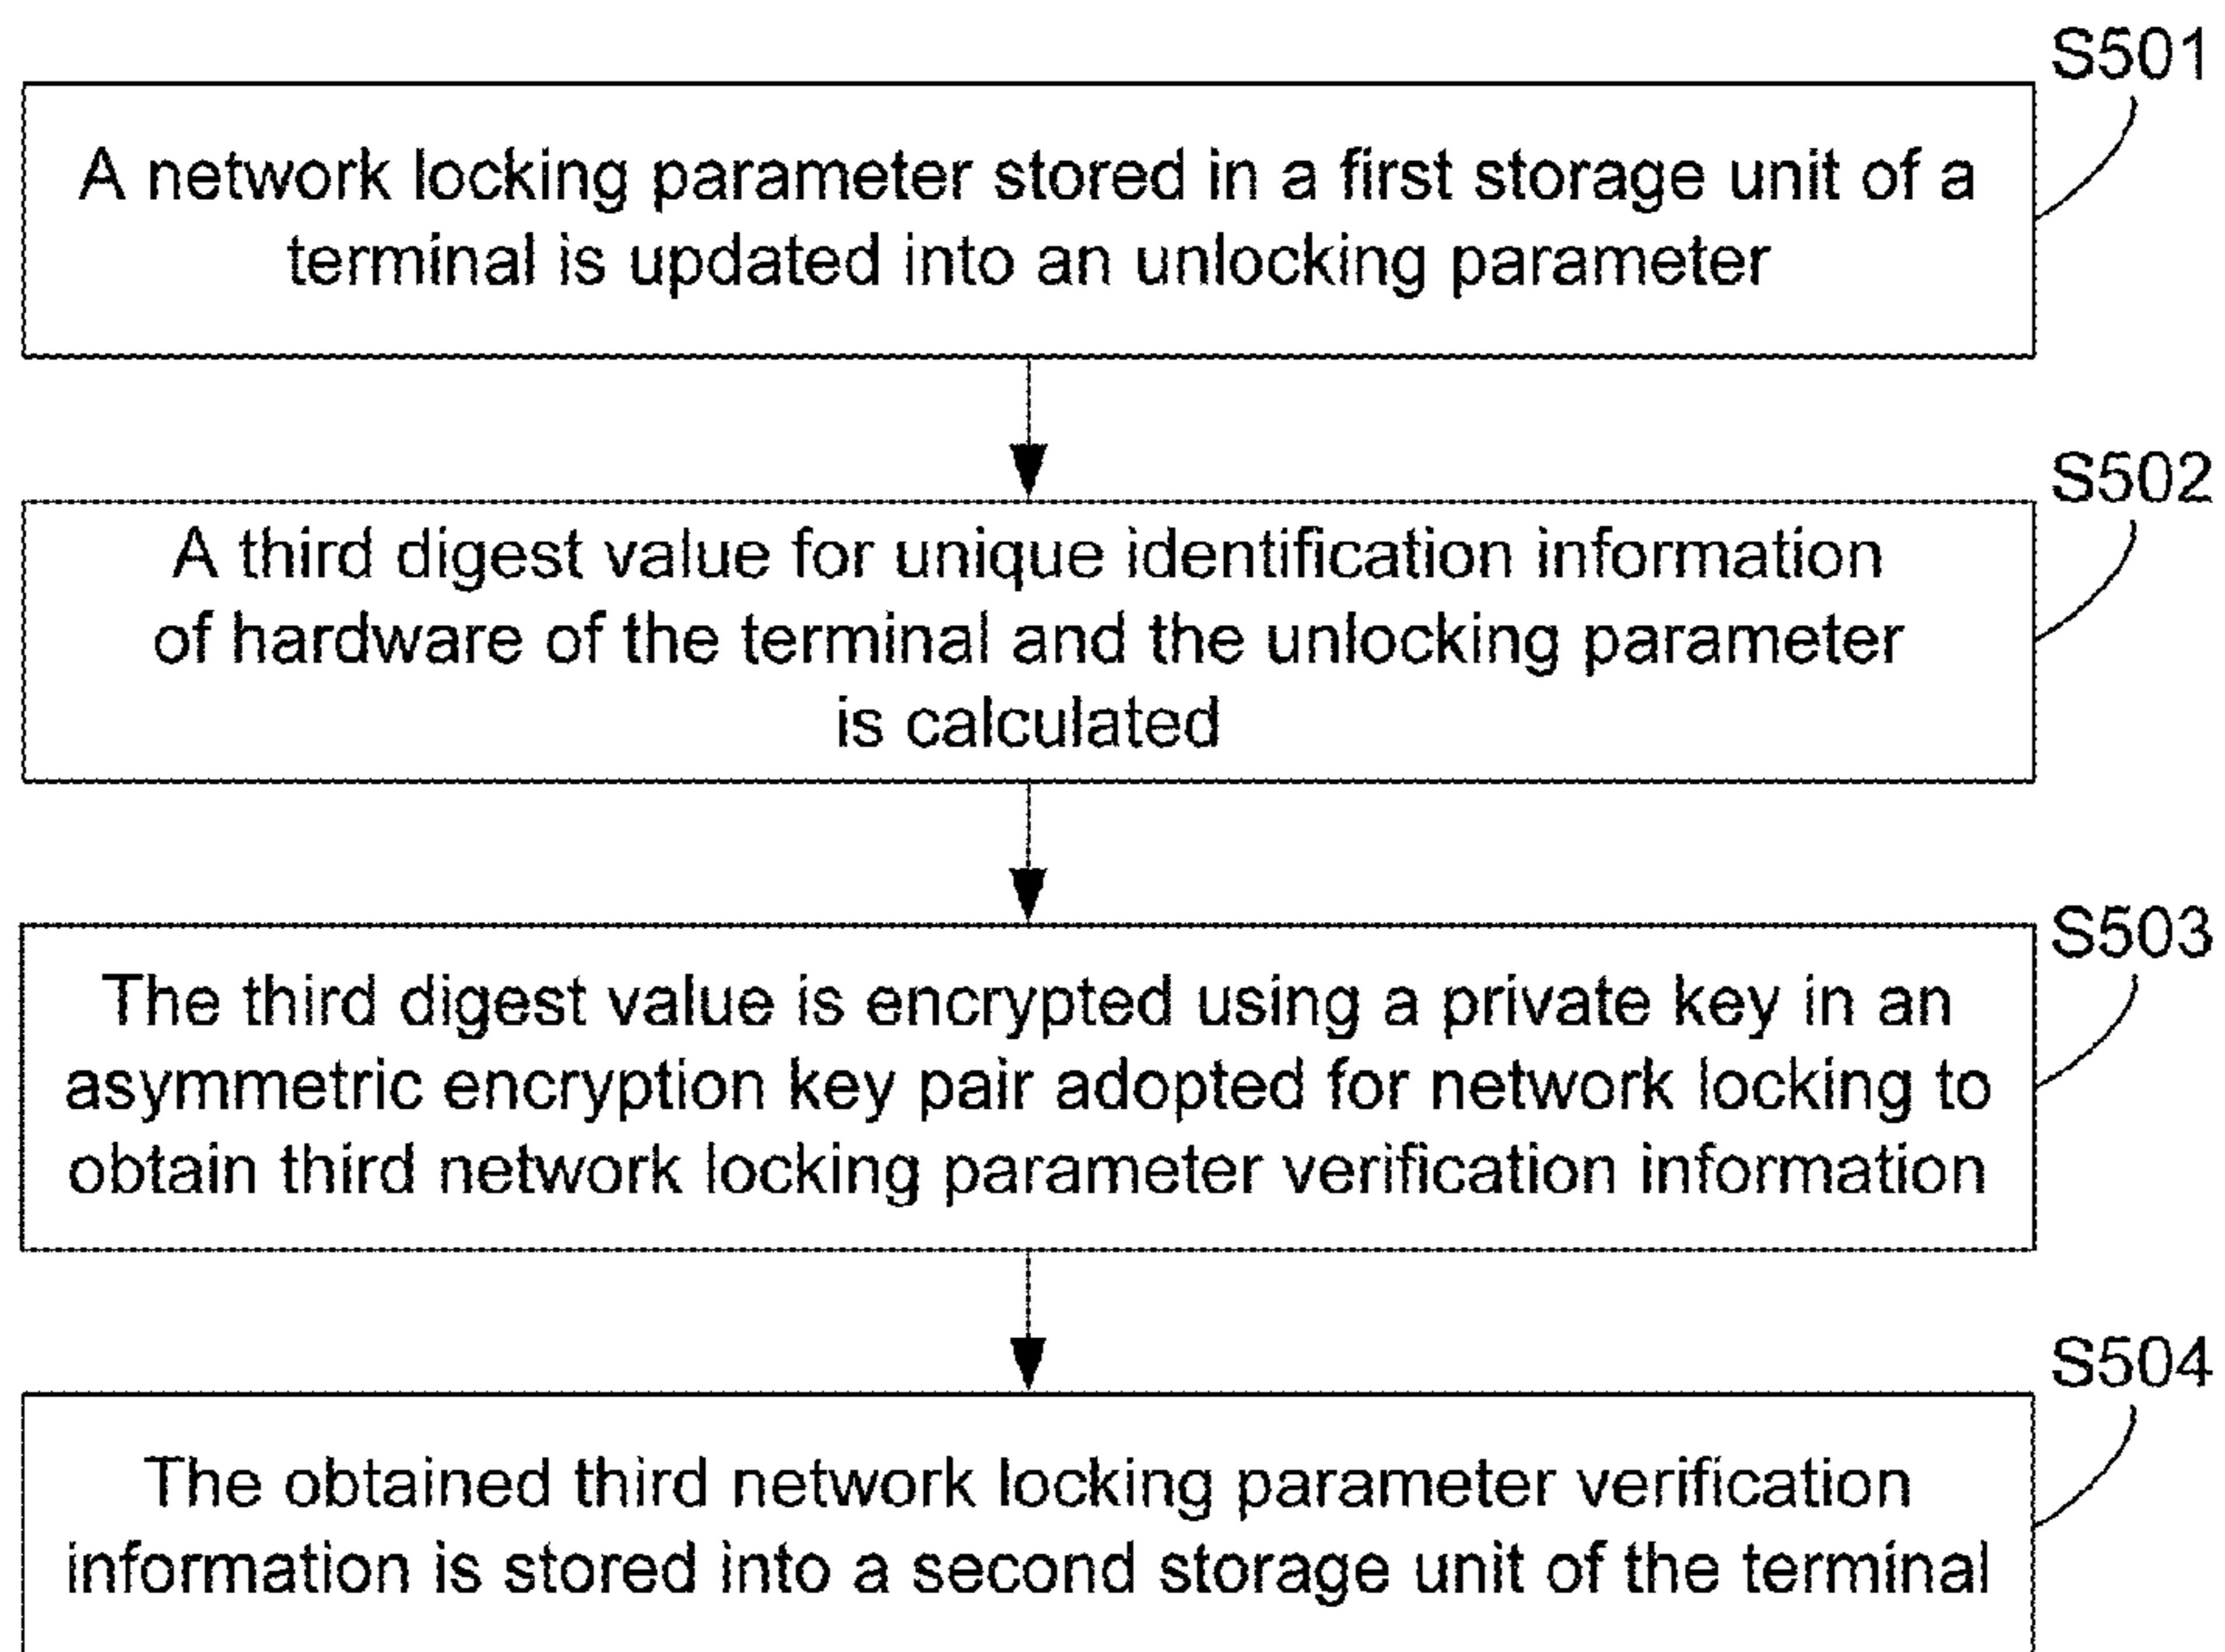 S501
A network locking parameter stored in a first storage unit of a
terminal is updated into an unlocking parameter
S502
A third digest value for unique identification information
of hardware of the terminal and the unlocking parameter
is calculated
S503
The third digest value is encrypted using a private key in an
asymmetric encryption key pair adopted for network locking to
obtain third network locking parameter verification information
S504
The obtained third network locking parameter verification
information is stored into a second storage unit of the terminal